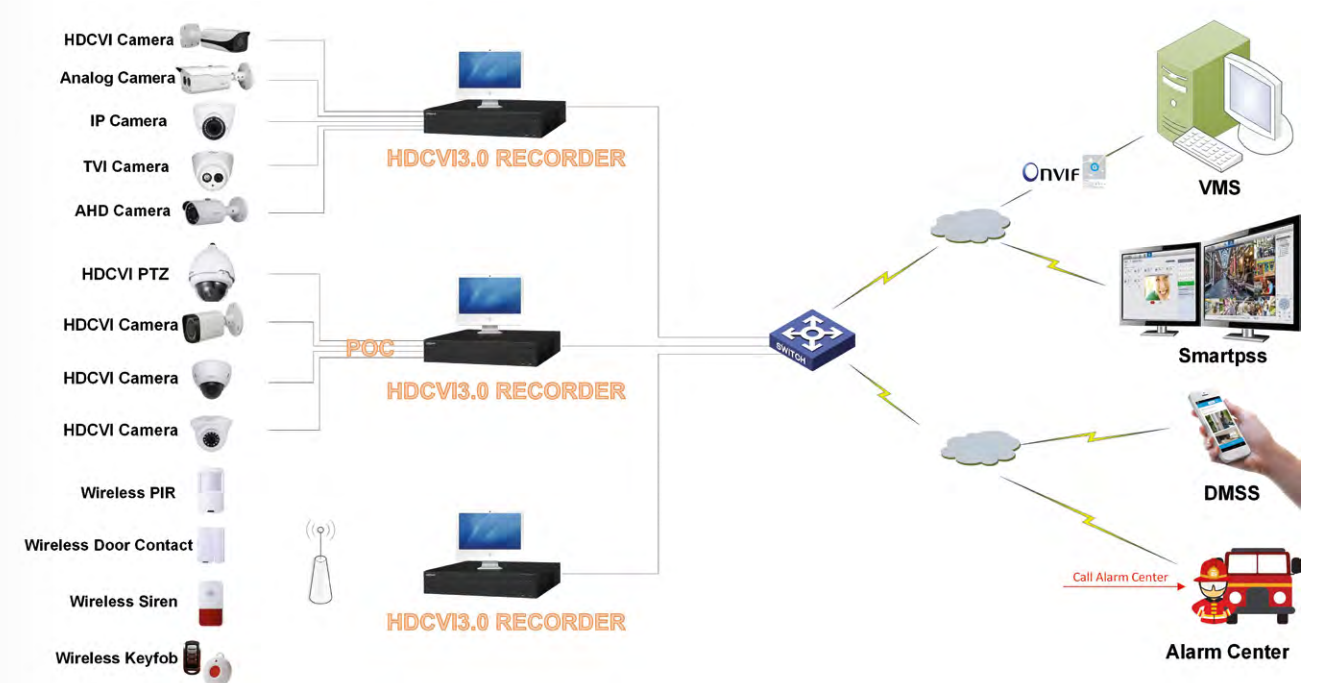 HDCVI Camera
Analog Camera
IP Camera
TVI Camera
AHD Camera
HDCVI3.0 RECORDER
HDCVI PTZ
HDCVI Camera
HDCVI Camera
HDCVI Camera
POC
HDCVI3.0 RECORDER
Wireless PIR
Wireless Door Contact
Wireless Siren
Wireless Keyfob
HDCVI3.0 RECORDER
SWITCH
ONVIF
VMS
Smartpss
DMSS
Call Alarm Center
Alarm Center